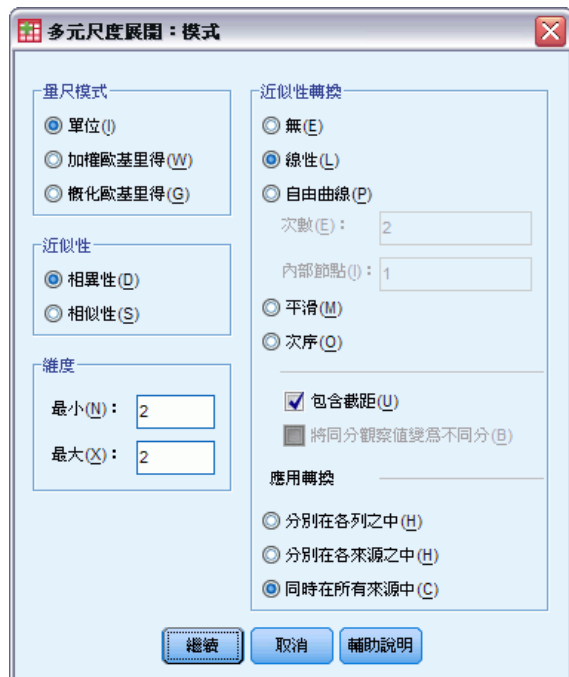 多元尺度展開：模式
量尺模式
單位(I)
加權歐基里得(W)
概化歐基里得(G)
近似性
相異性(D)
相似性(S)
維度
最小(N)： 2
最大(X)： 2
近似性轉換
無(E)
線性(L)
自由曲線(P)
次數(E)： 2
內部節點(I)： 1
平滑(M)
次序(O)
包含截距(U)
將同分觀察值變為不同分(B)
應用轉換
分別在各列之中(H)
分別在各來源之中(H)
同時在所有來源中(C)
繼續
取消
輔助說明